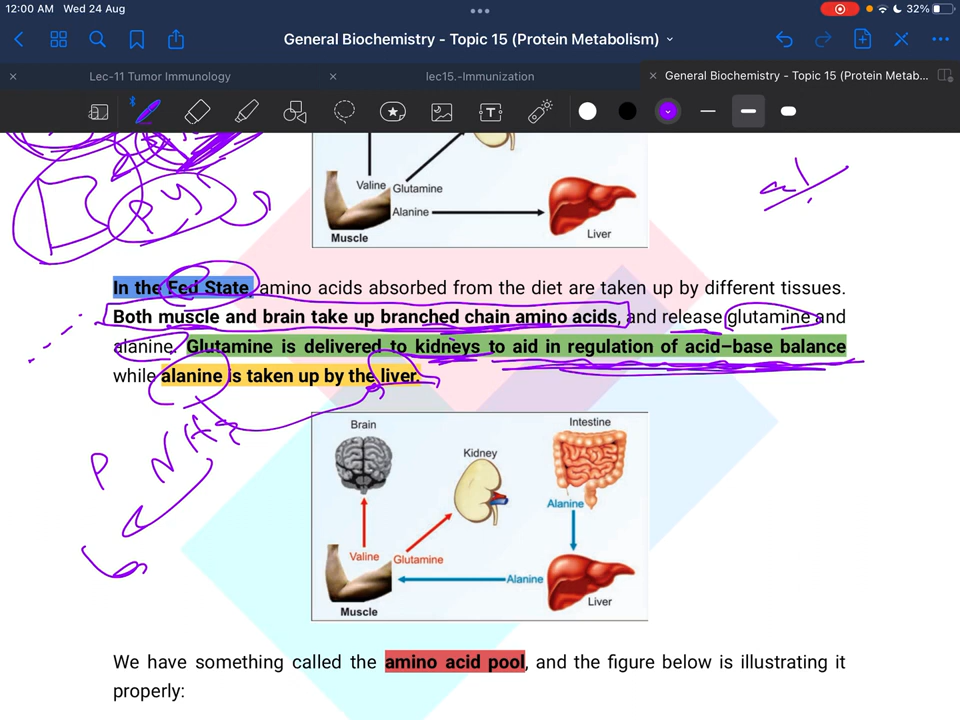 12:00 AM Wed 24 Aug
32%
General Biochemistry - Topic 15 (Protein Metabolism)
Lec-11 Tumor Immunology
lec15.-Immunization
General Biochemistry - Topic 15 (Protein Metab...
Valine Glutamine
Alanine
Muscle
Liver
In the Fed State, amino acids absorbed from the diet are taken up by different tissues.
Both muscle and brain take up branched chain amino acids, and release glutamine and
alanine. Glutamine is delivered to kidneys to aid in regulation of acid–base balance
while alanine is taken up by the liver.
P NH2
Brain
Intestine
Kidney
Alanine
Valine Glutamine
Alanine
Muscle
Liver
We have something called the amino acid pool, and the figure below is illustrating it
properly: